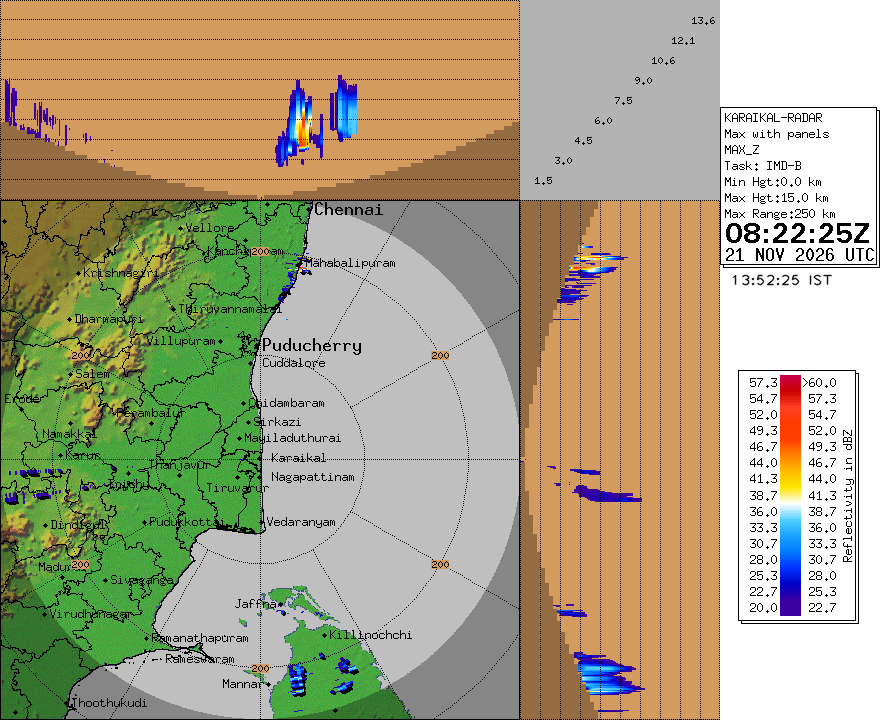 13.6
12.1
10.6
9.0
7.5
6.0
4.5
3.0
1.5
KARAIKAL-RADAR
Max with panels
MAX_Z
Task: IMD-B
Min Hgt:0.0 km
Max Hgt:15.0 km
Max Range:250 km
08:22:25Z
21 NOV 2026 UTC
13:52:25 IST
Chennai
Vellore
200
Mahabalipuram
Krishnagiri
Thiruvannamalai
Dharmapuri
Villupuram
Puducherry
200
200
Cuddalore
Salem
Erode
Chidambaram
Perambalur
Sirkazi
Namakkal
Mayiladuthurai
Karur
Karaikal
Thanjavur
Nagapattinam
Tiruvarur
Dindigul
Pudukkottai
Vedaranyam
200
200
Sivaganga
Jaffna
Virudhunagar
Ramanathapuram
Killinochchi
Rameswaram
200
Mannar
Thoothukudi
57.3 >60.0
54.7 57.3
52.0 54.7
49.3 52.0
46.7 49.3
44.0 46.7
41.3 44.0
38.7 41.3
36.0 38.7
33.3 36.0
30.7 33.3
28.0 30.7
25.3 28.0
22.7 25.3
20.0 22.7
Reflectivity in dBZ